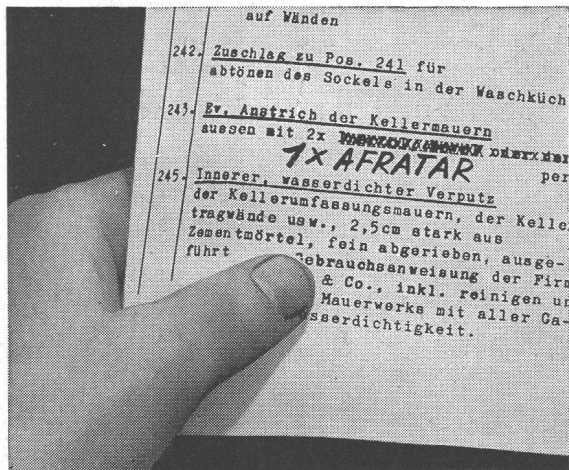 auf Wänden
242. Zuschlag zu Pos. 241 für
abtönen des Sockels in der Waschküch
243. Ev. Anstrich der Kellermauern
aussen mit 2x
1x AFRATAR per
245. Innerer, wasserdichter Verputz
der Kellerumfassungsmauern, der Kelle
tragwände usw., 2,5cm stark aus
Zementmörtel, fein abgerieben, ausge-
führt Gebrauchsanweisung der Firm
& Co., inkl. reinigen un
Mauerwerks mit aller Ga-
sserdichtigkeit.